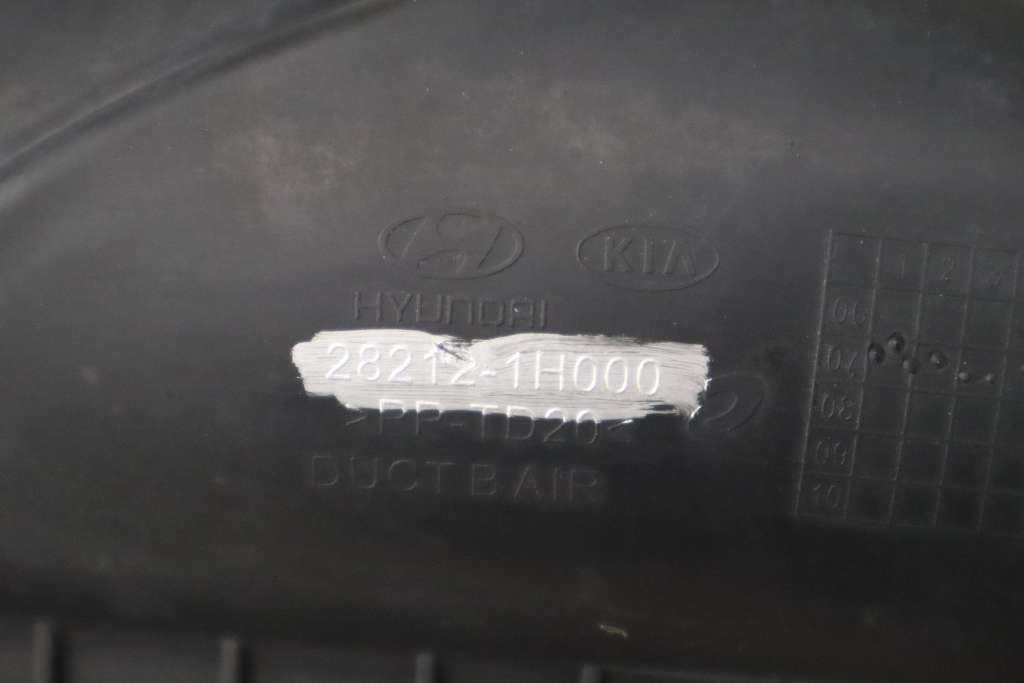 KIA
HYUNDAI
28212-1H000
>PP-TD20<
DUCT B AIR
1 2
06
07
08
09
10